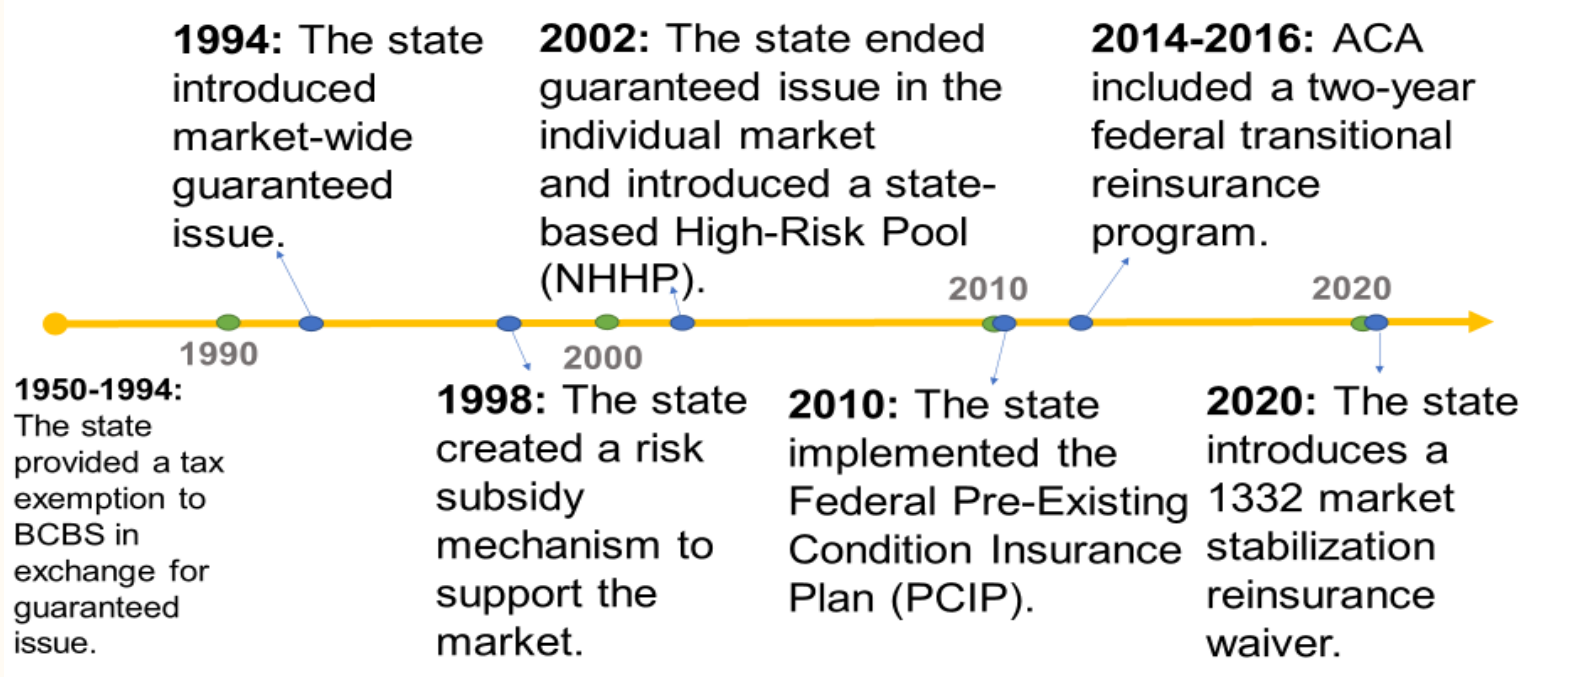 1994: The state
introduced
market-wide
guaranteed
issue.
2002: The state ended
guaranteed issue in the
individual market
and introduced a state-
based High-Risk Pool
(NHHP).
2014-2016: ACA
included a two-year
federal transitional
reinsurance
program.
2010
2020
1990
2000
1950-1994:
The state
provided a tax
exemption to
BCBS in
exchange for
guaranteed
issue.
1998: The state
created a risk
subsidy
mechanism to
support the
market.
2010: The state
implemented the
Federal Pre-Existing
Condition Insurance
Plan (PCIP).
2020: The state
introduces a
1332 market
stabilization
reinsurance
waiver.